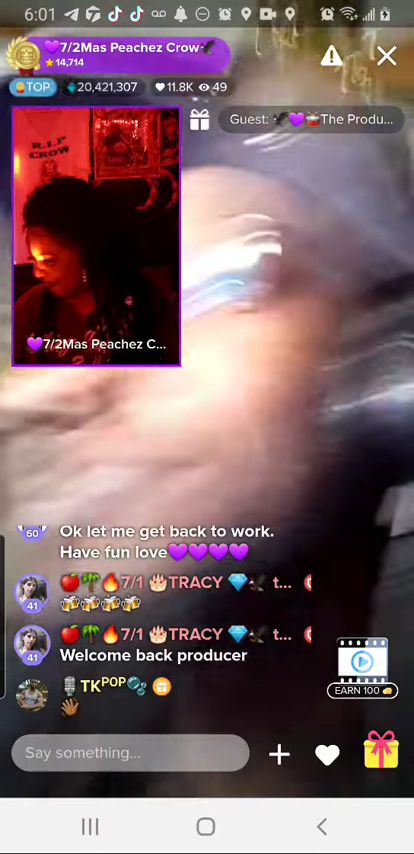 6:01
💜7/2Mas Peachez Crow
14,714
TOP
20,421,307
11.8K
49
Guest: 💜🥁The Produ...
R.I.P
CROW
💜7/2Mas Peachez C...
60
Ok let me get back to work.
Have fun love💜💜💜💜
🍎🌴🔥7/1 👑TRACY 💎 t...
41
🍻🍻🍻🍻
🍎🌴🔥7/1 👑TRACY 💎 t...
41
Welcome back producer
🎙️TKPOP🫧
👋🏾
EARN 100
Say something...